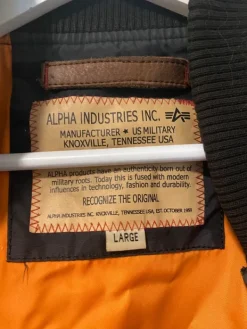 ALPHA INDUSTRIES INC.
MANUFACTURER ★ US MILITARY
KNOXVILLE, TENNESSEE USA
ALPHA products have an authenticity born out of
military roots. Today this is fused with modern
influences in technology, fashion and durability.
RECOGNIZE THE ORIGINAL
ALPHA INDUSTRIES INC. KNOXVILLE, TENNESSEE USA, EST. OCTOBER 1959
LARGE